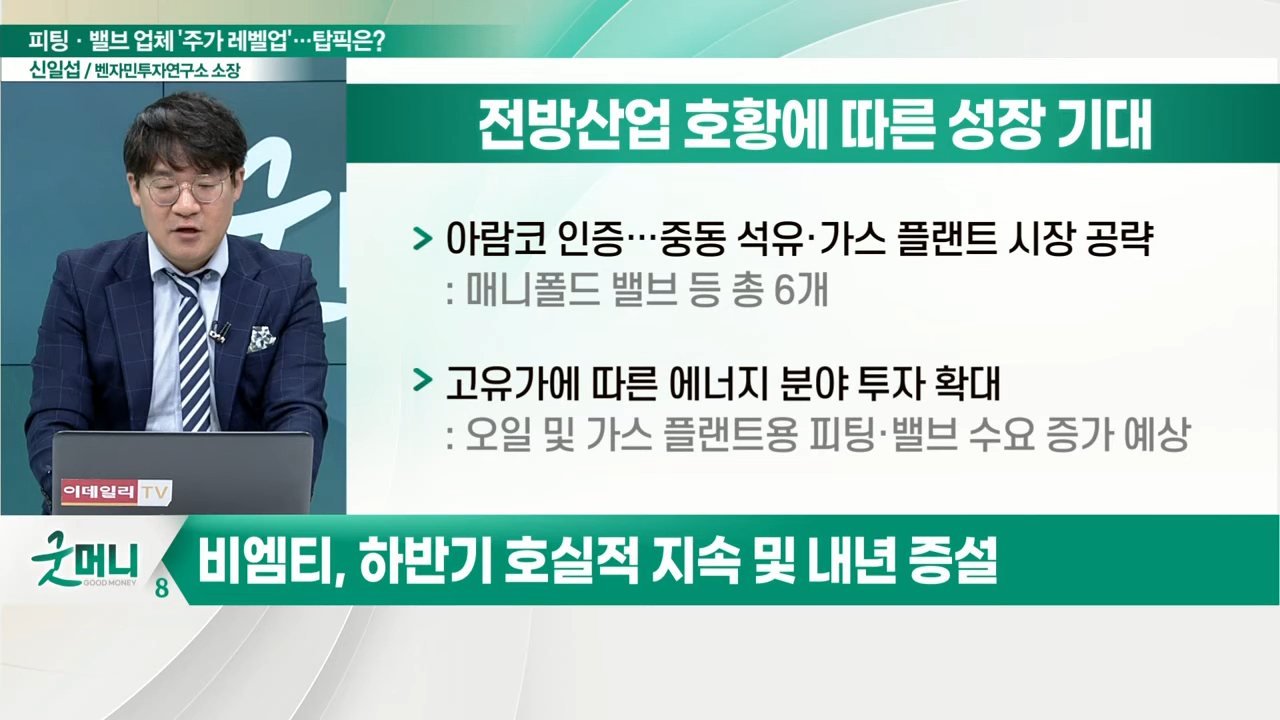 피팅·밸브 업체 '주가 레벨업'…탑픽은?
신일섭 / 벤자민투자연구소 소장
전방산업 호황에 따른 성장 기대
> 아람코 인증…중동 석유·가스 플랜트 시장 공략
: 매니폴드 밸브 등 총 6개
> 고유가에 따른 에너지 분야 투자 확대
: 오일 및 가스 플랜트용 피팅·밸브 수요 증가 예상
이데일리 TV
굿머니
GOOD MONEY
8
비엠티, 하반기 호실적 지속 및 내년 증설